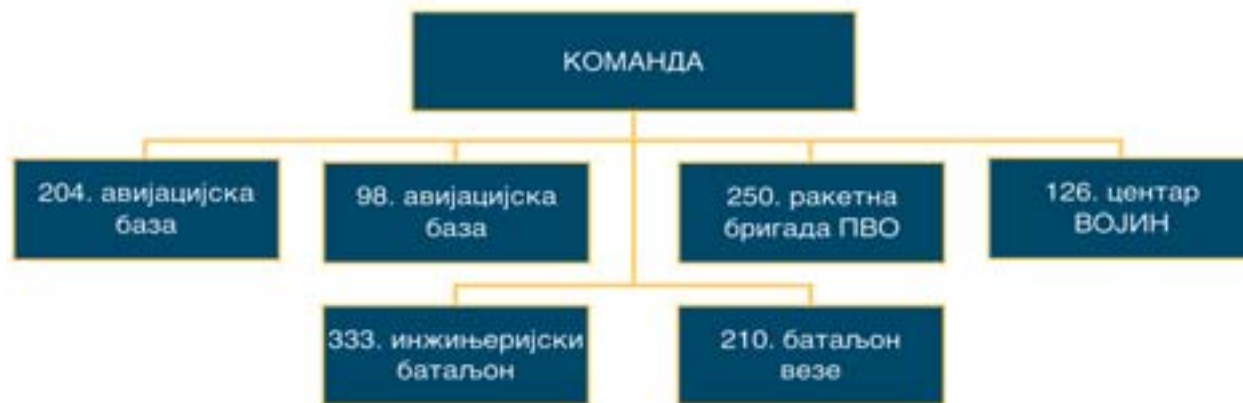 КОМАНДА
204. авијацијска
база
98. авијацијска
база
250. ракетна
бригада ПВО
126. центар
ВОЈИН
333. инжињеријски
батаљон
210. батаљон
везе